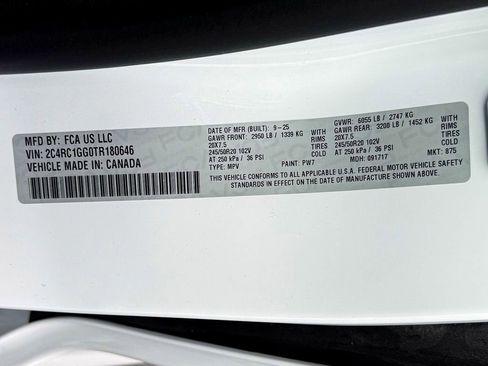 MFD BY: FCA US LLC
VIN: 2C4RC1GG0TR180646
VEHICLE MADE IN: CANADA
DATE OF MFR (BUILT): 9-25
GVWR: 6055 LB / 2747 KG
GAWR FRONT: 2950 LB / 1339 KG WITH
GAWR REAR: 3200 LB / 1452 KG WITH
20X7.5 RIMS
20X7.5 RIMS
245/50R20 102V TIRES
245/50R20 102V TIRES
AT 250 kPa / 36 PSI COLD
AT 250 kPa / 36 PSI COLD
TYPE: MPV PAINT: PW7 MDH: 091717 MKT: 875
THIS VEHICLE CONFORMS TO ALL APPLICABLE U.S.A. FEDERAL MOTOR VEHICLE
SAFETY STANDARDS IN EFFECT ON THE DATE OF MANUFACTURE SHOWN ABOVE.